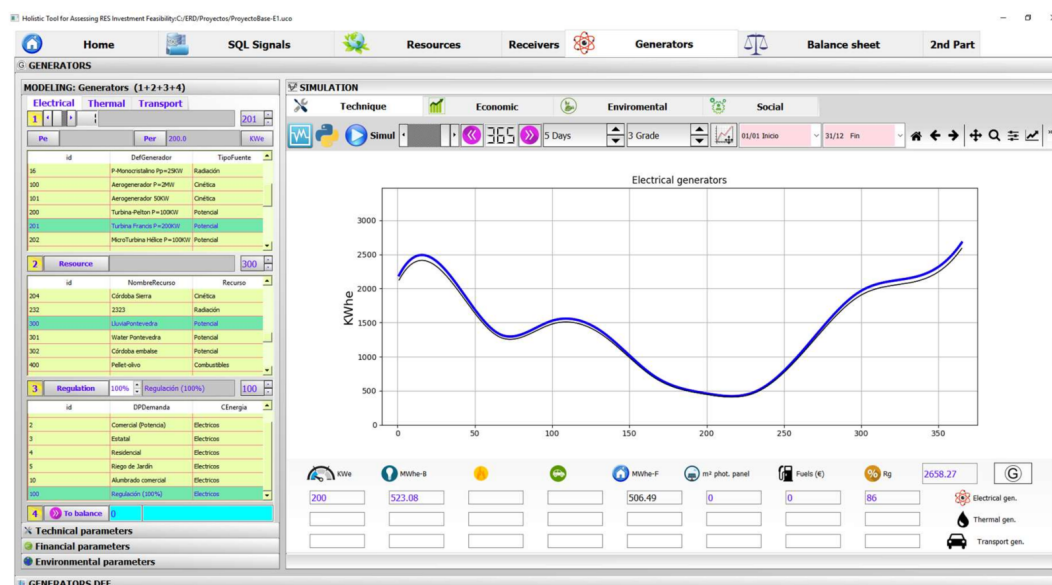 Holistic Tool for Assessing RES Investment Feasibility:C:/ERD/Proyectos/ProyectoBase-E1.uco
Home SQL Signals Resources Receivers Generators Balance sheet 2nd Part
G GENERATORS
MODELING: Generators (1+2+3+4)
Electrical Thermal Transport
1 201
Pe Per 200.0 KWe
id DefGenerador TipoFuente
16 P-Monocristalino Pp=25KW Radiación
100 Aerogenerador P=2MW Cinética
101 Aerogenerador 50KW Cinética
200 Turbina-Pelton P=100KW Potencial
201 Turbina Francis P=200KW Potencial
202 MicroTurbina Hélice P=100KW Potencial
2 Resource 300
id NombreRecurso Recurso
204 Córdoba Sierra Cinética
232 2323 Radiación
300 LluviaPontevedra Potencial
301 Water Pontevedra Potencial
302 Córdoba embalse Potencial
400 Pellet-olivo Combustibles
3 Regulation 100% Regulación (100%) 100
id DPDemanda CEnergia
2 Comercial (Potencia) Electricos
3 Estatal Electricos
4 Residencial Electricos
5 Riego de Jardín Electricos
10 Alumbrado comercial Electricos
100 Regulación (100%) Electricos
4 To balance 0
Technical parameters
Financial parameters
Environmental parameters
GENERATORS DEF.
SIMULATION
Technique Economic Enviromental Social
Simul 365 5 Days 3 Grade 01/01 Inicio 31/12 Fin
Electrical generators
KWhe
3000
2500
2000
1500
1000
500
0
0 50 100 150 200 250 300 350
KWe MWhe-B MWhe-F m² phot. panel Fuels (€) % Rg 2658.27 G
200 523.08 506.49 0 0 86 Electrical gen.
Thermal gen.
Transport gen.